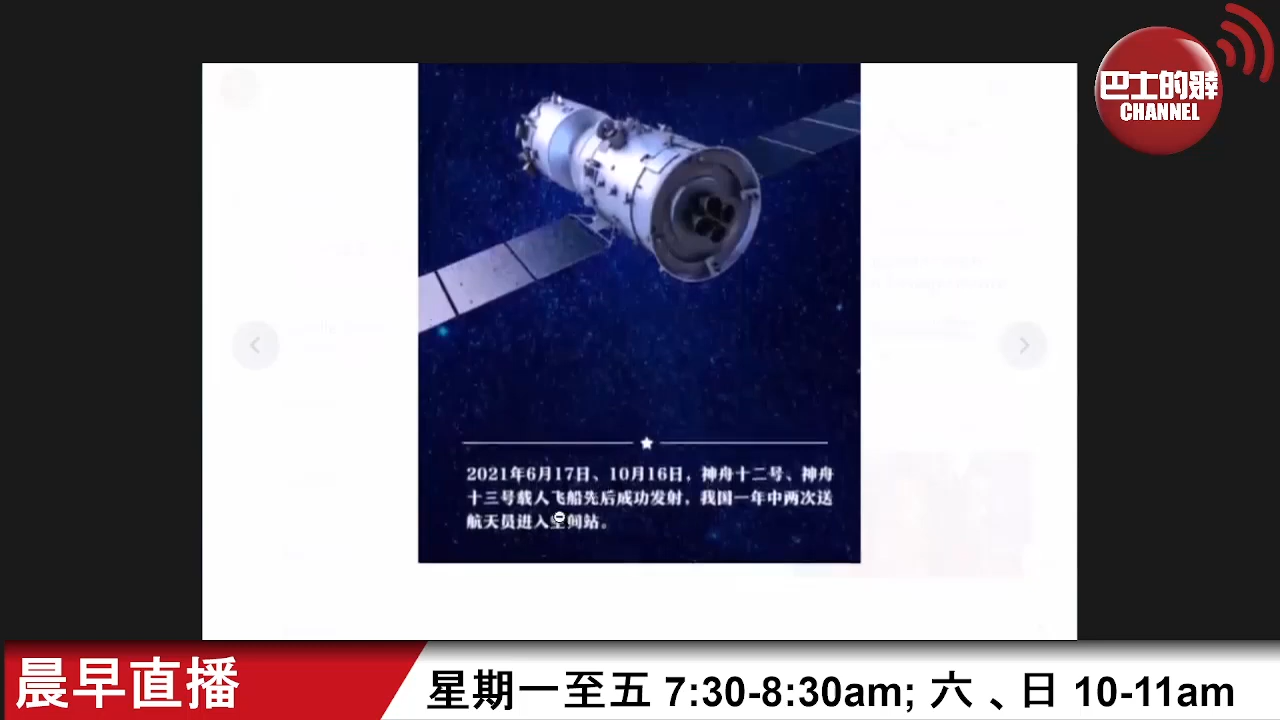 巴士的報
CHANNEL
2021年6月17日、10月16日，神舟十二号、神舟
十三号载人飞船先后成功发射，我国一年中两次送
航天员进入空间站。
晨早直播
星期一至五 7:30-8:30am; 六、日 10-11am